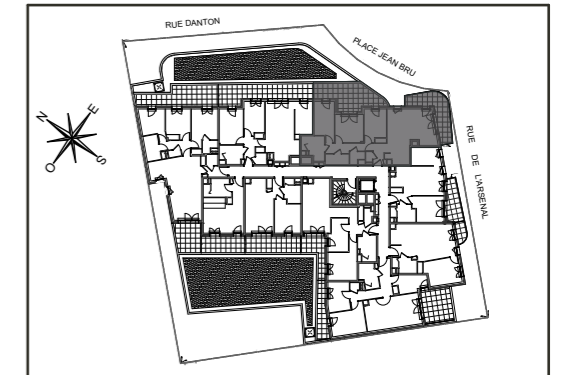 RUE DANTON
PLACE JEAN BRU
RUE DE L'ARSENAL
N
E
O
S